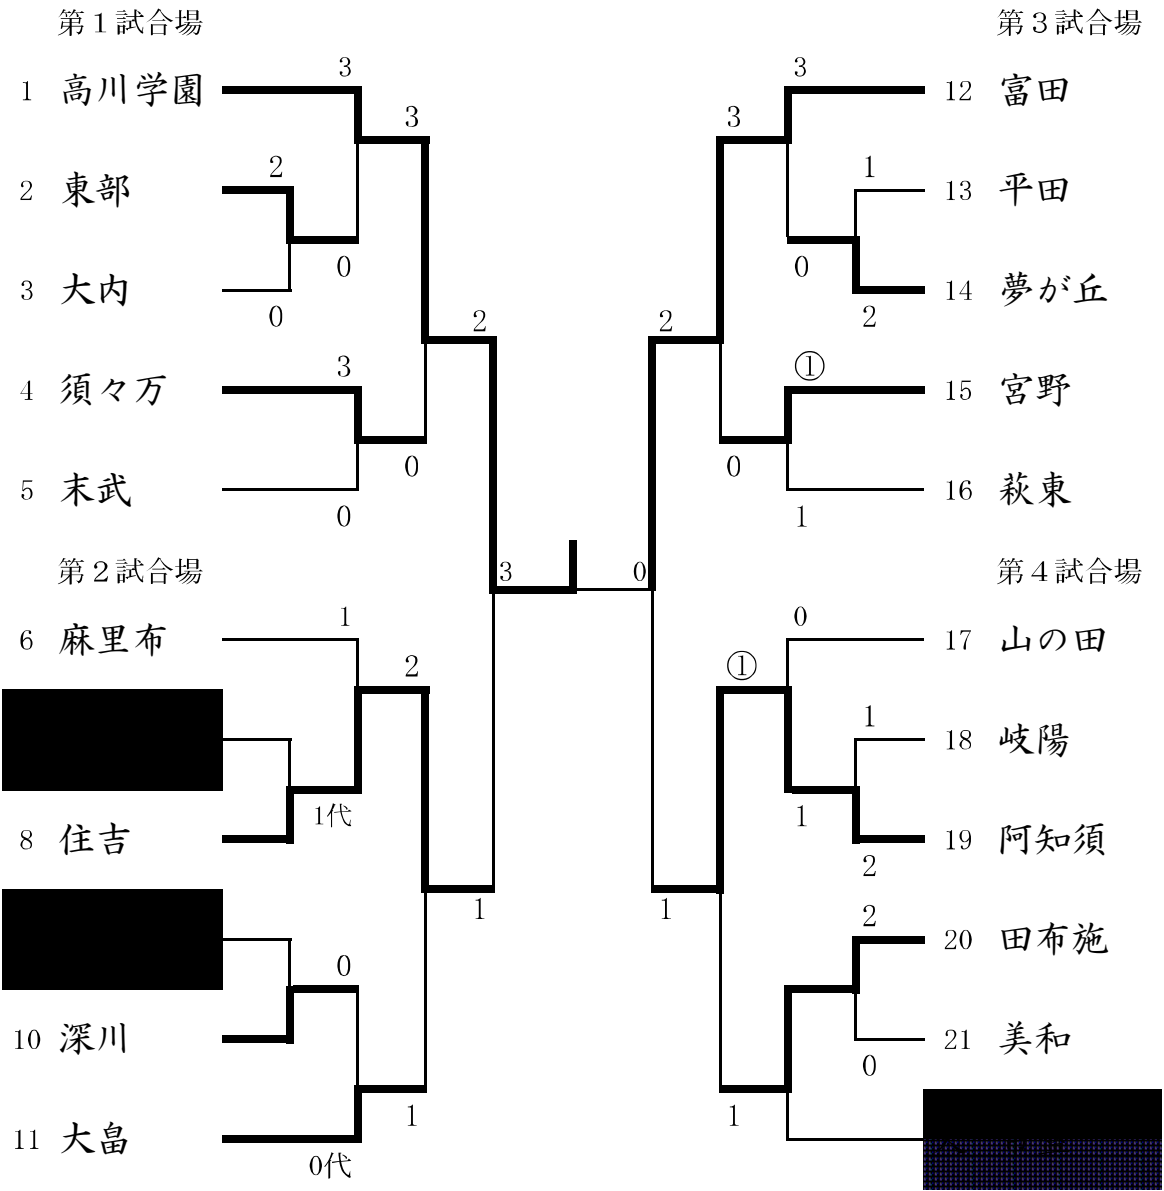 第１試合場
3
1 高川学園
3
2
2 東部
0
3 大内
0
2
3
4 須々万
0
5 末武
0
第２試合場
3
1
6 麻里布
2
1代
8 住吉
1
0
10 深川
1
11 大畠
0代
第３試合場
3
12 富田
3
1
13 平田
0
14 夢が丘
2
2
①
15 宮野
0
16 萩東
1
第４試合場
0
0
17 山の田
①
1
18 岐陽
1
19 阿知須
2
1
2
20 田布施
21 美和
0
1